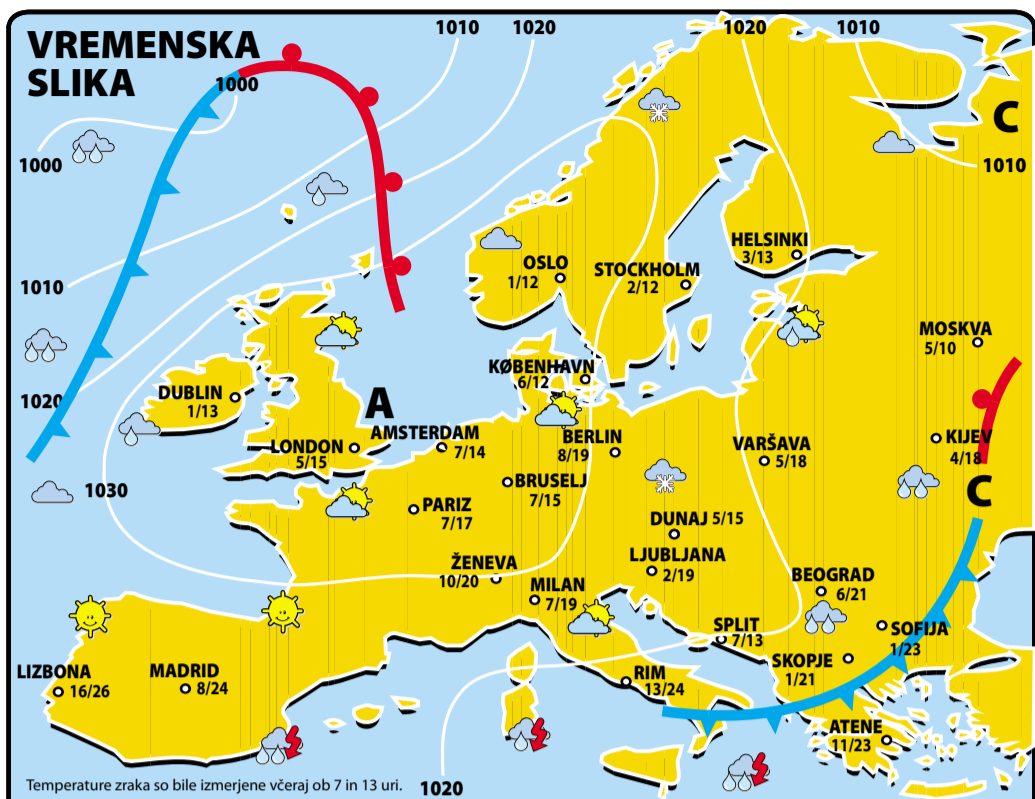 VREMENSKA
SLIKA
1010
1020
1020
1010
1000
1000
C
1010
HELSINKI
3/13
OSLO
1/12
STOCKHOLM
2/12
1010
MOSKVA
5/10
KØBENHAVN
6/12
DUBLIN
1/13
1020
A
AMSTERDAM
7/14
BERLIN
8/19
VARŠAVA
5/18
KIJEV
4/18
LONDON
5/15
1030
BRUSELJ
7/15
C
PARIZ
7/17
DUNAJ 5/15
LJUBLJANA
2/19
ŽENEVA
10/20
MILAN
7/19
BEOGRAD
6/21
SPLIT
7/13
SOFIJA
1/23
SKOPJE
1/21
LIZBONA
16/26
MADRID
8/24
RIM
13/24
ATENE
11/23
Temperature zraka so bile izmerjene včeraj ob 7 in 13 uri.
1020